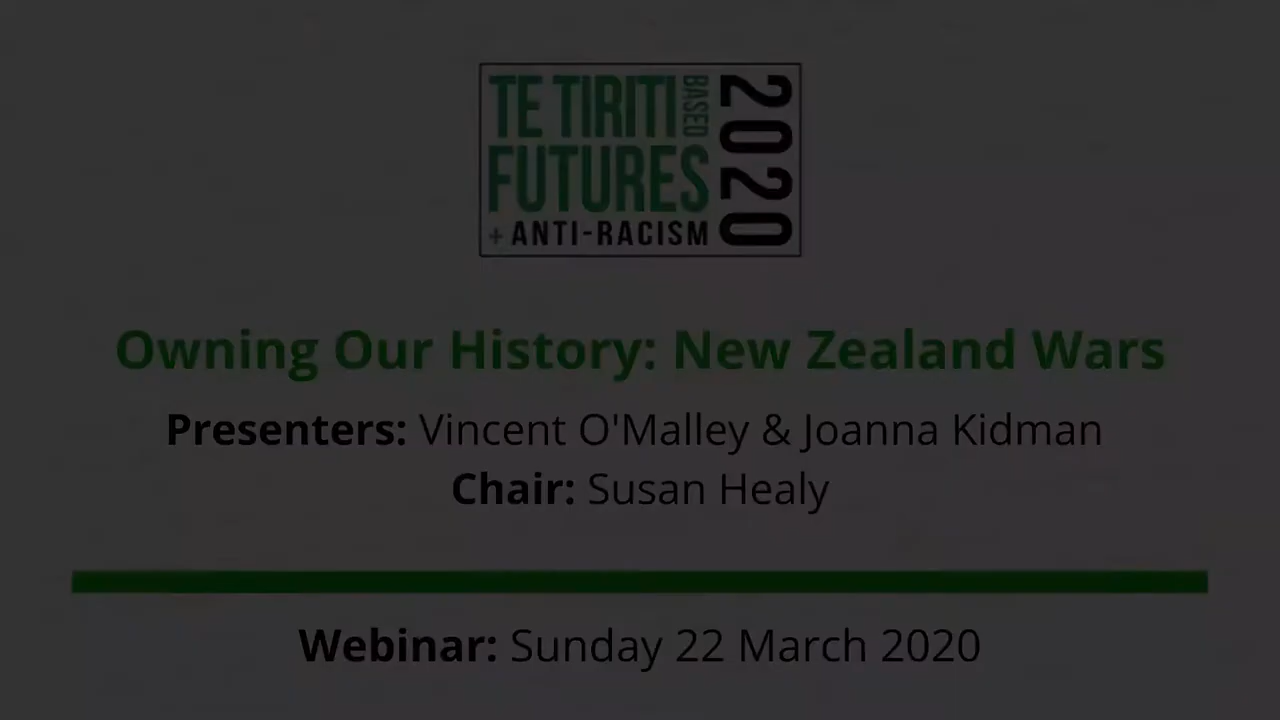 TE TIRITI BASED
FUTURES
+ ANTI-RACISM
2020
Owning Our History: New Zealand Wars
Presenters: Vincent O'Malley & Joanna Kidman
Chair: Susan Healy
Webinar: Sunday 22 March 2020